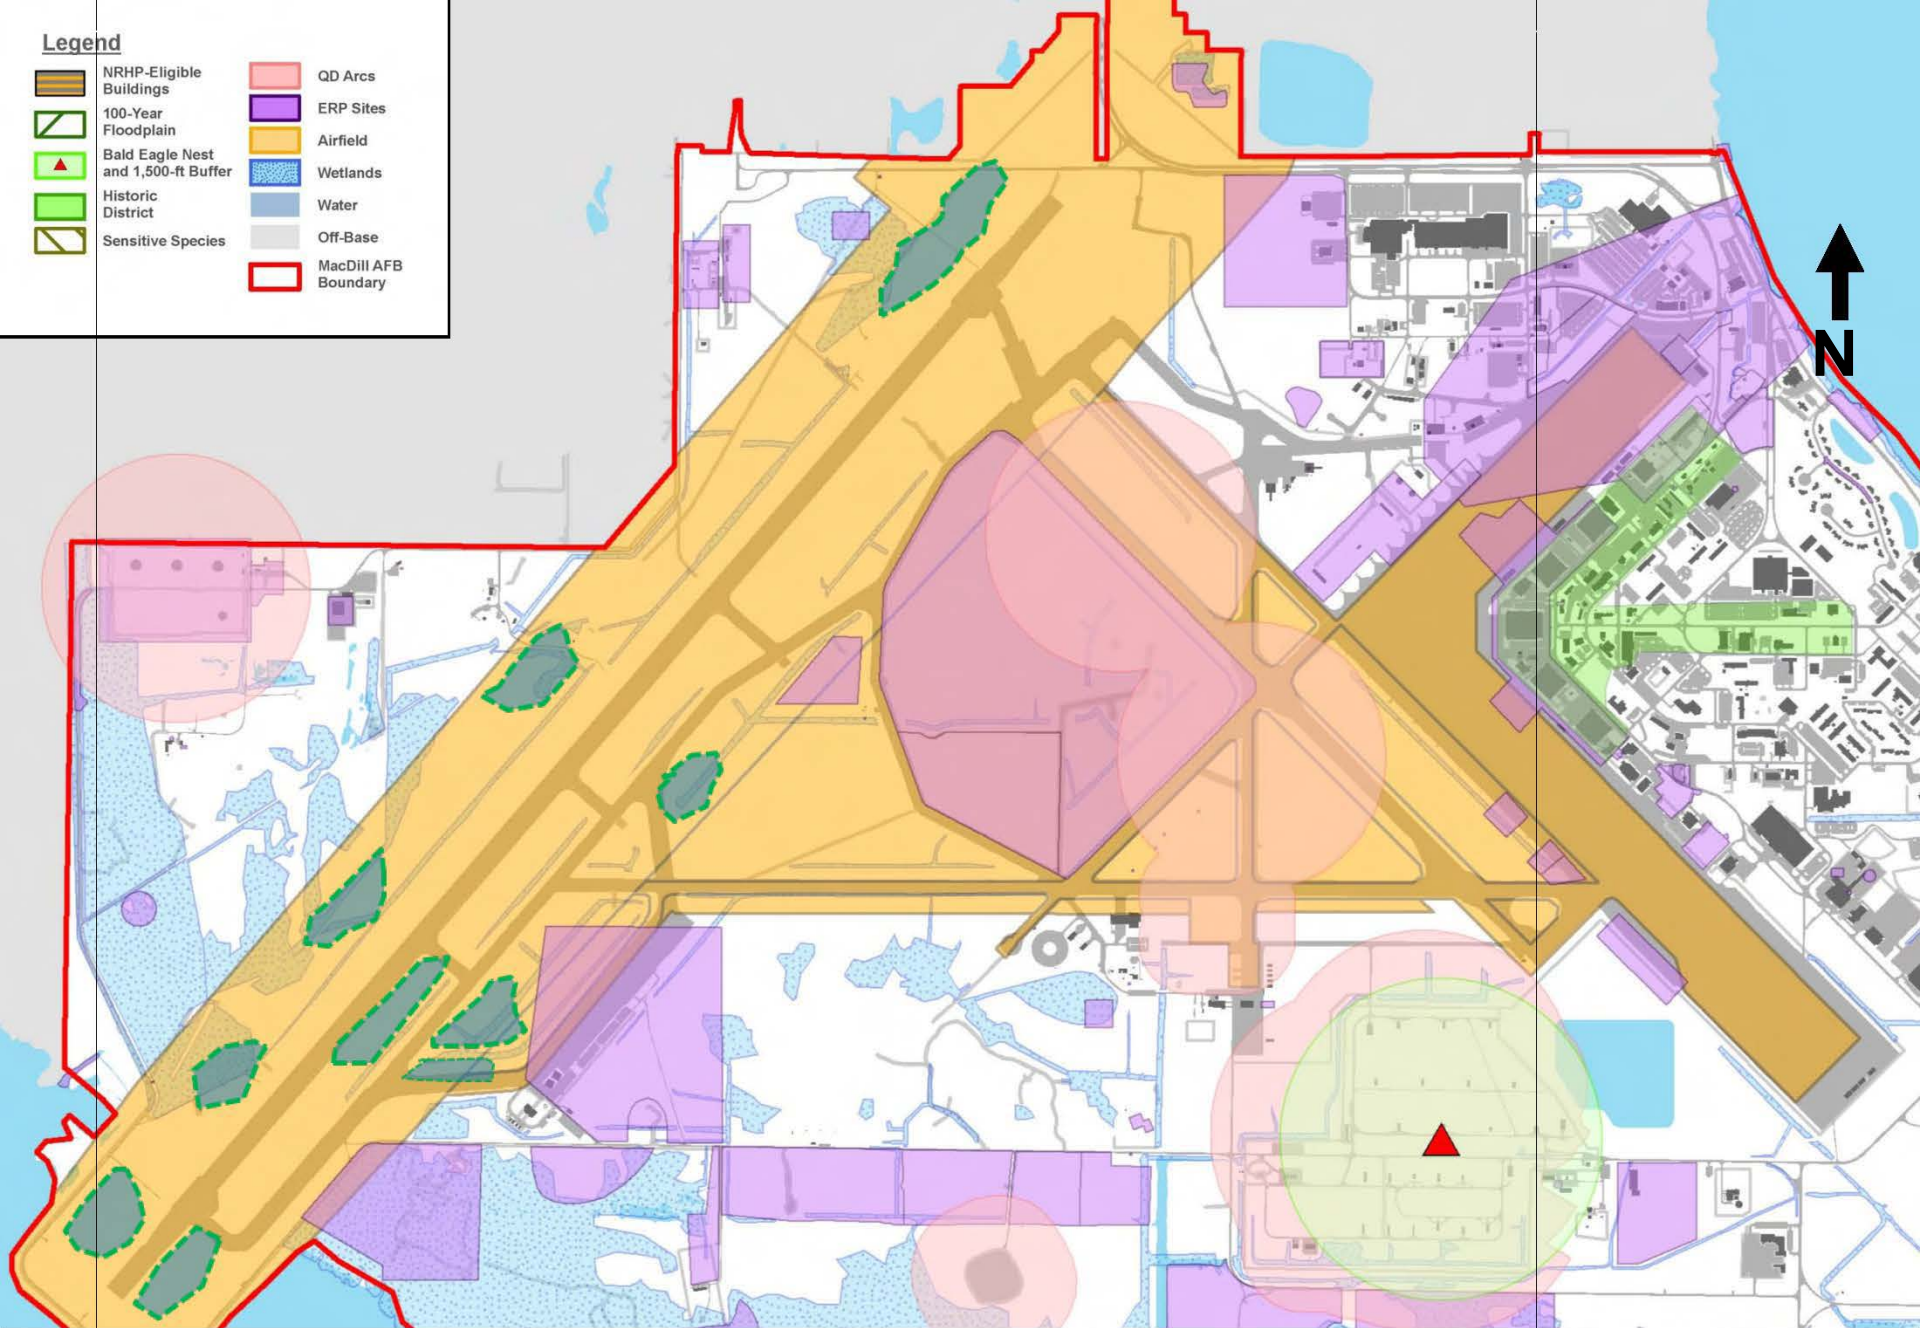 Legend
NRHP-Eligible
Buildings
100-Year
Floodplain
Bald Eagle Nest
and 1,500-ft Buffer
Historic
District
Sensitive Species
QD Arcs
ERP Sites
Airfield
Wetlands
Water
Off-Base
MacDill AFB
Boundary
N